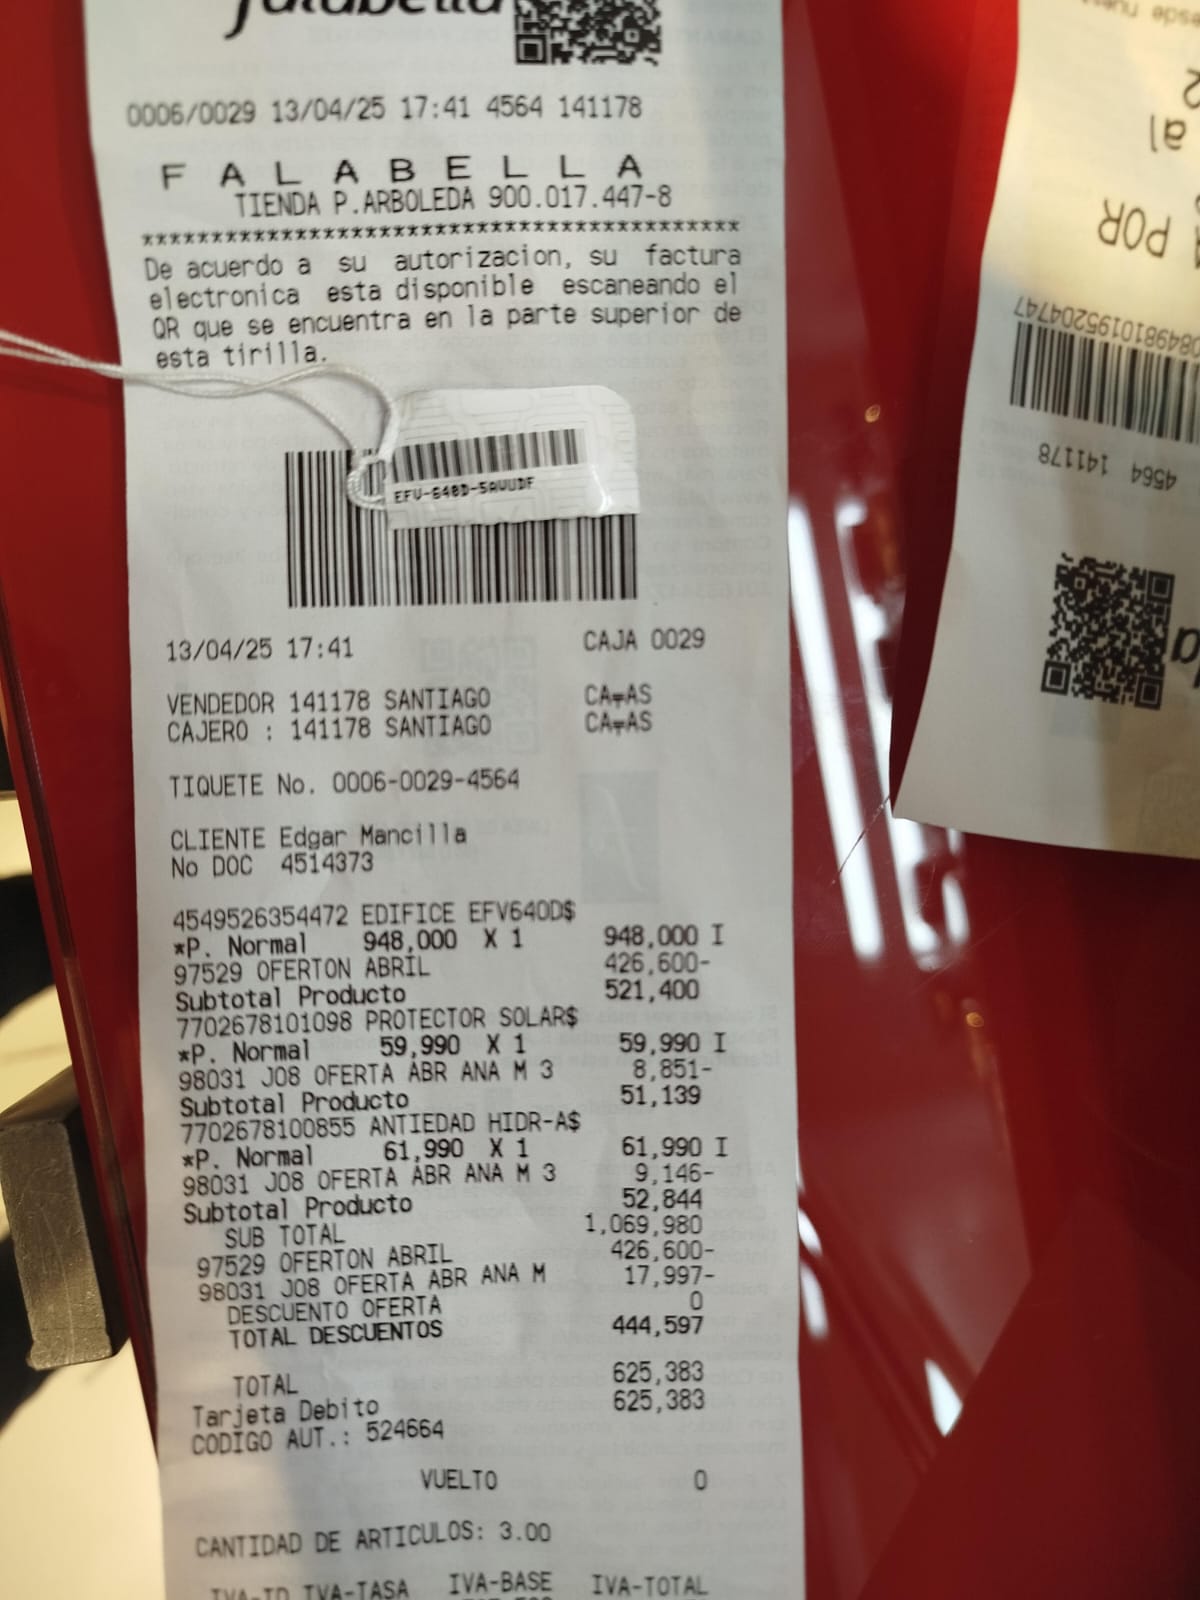 falabella
0006/0029 13/04/25 17:41 4564 141178
FALABELLA
TIENDA P.ARBOLEDA 900.017.447-8
********************************************
De acuerdo a su autorizacion, su factura
electronica esta disponible escaneando el
QR que se encuentra en la parte superior de
esta tirilla.
EFV-640D-5AVUDF
13/04/25 17:41 CAJA 0029
VENDEDOR 141178 SANTIAGO CA╤AS
CAJERO : 141178 SANTIAGO CA╤AS
TIQUETE No. 0006-0029-4564
CLIENTE Edgar Mancilla
No DOC 4514373
4549526354472 EDIFICE EFV640D$
*P. Normal 948,000 X 1 948,000 I
97529 OFERTON ABRIL 426,600-
Subtotal Producto 521,400
7702678101098 PROTECTOR SOLAR$
*P. Normal 59,990 X 1 59,990 I
98031 J08 OFERTA ABR ANA M 3 8,851-
Subtotal Producto 51,139
7702678100855 ANTIEDAD HIDR-A$
*P. Normal 61,990 X 1 61,990 I
98031 J08 OFERTA ABR ANA M 3 9,146-
Subtotal Producto 52,844
SUB TOTAL 1,069,980
97529 OFERTON ABRIL 426,600-
98031 J08 OFERTA ABR ANA M 17,997-
DESCUENTO OFERTA 0
TOTAL DESCUENTOS 444,597
TOTAL 625,383
Tarjeta Debito 625,383
CODIGO AUT.: 524664
VUELTO 0
CANTIDAD DE ARTICULOS: 3.00
IVA-ID IVA-TASA IVA-BASE IVA-TOTAL
4564 141178
0849810195204747
POR
al
desde